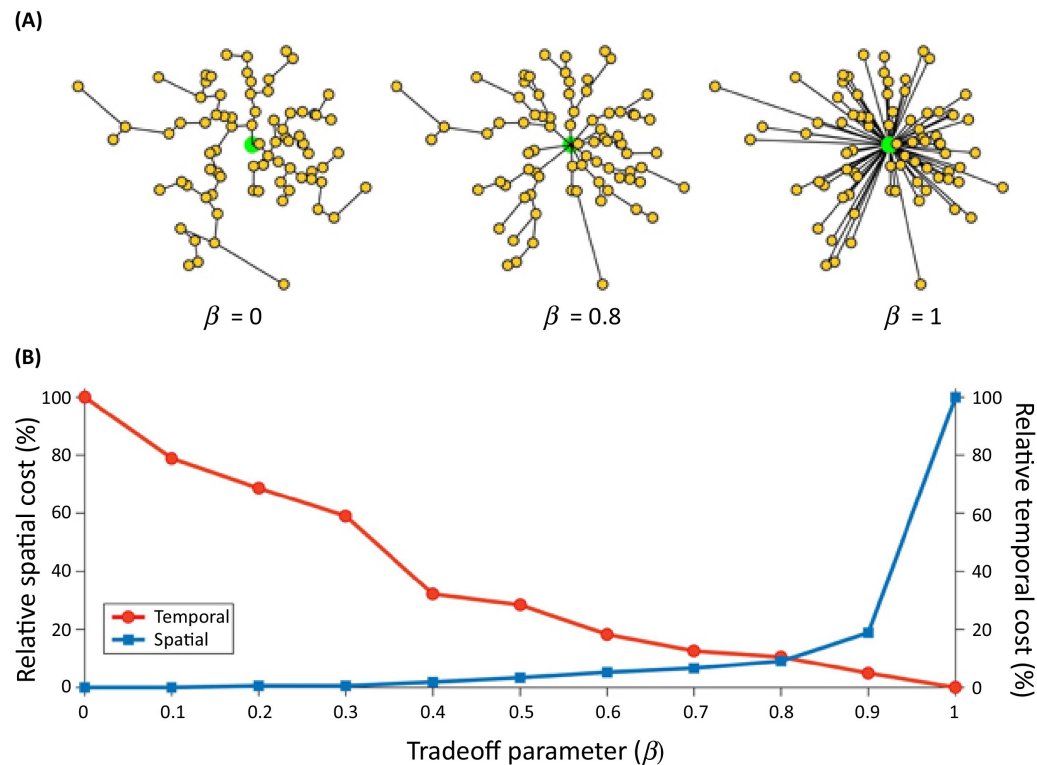 (A)
β = 0
β = 0.8
β = 1
(B)
Relative spatial cost (%)
100
80
60
40
20
0
Temporal
Spatial
100
80
60
40
20
0
Relative temporal cost (%)
0 0.1 0.2 0.3 0.4 0.5 0.6 0.7 0.8 0.9 1
Tradeoff parameter (β)